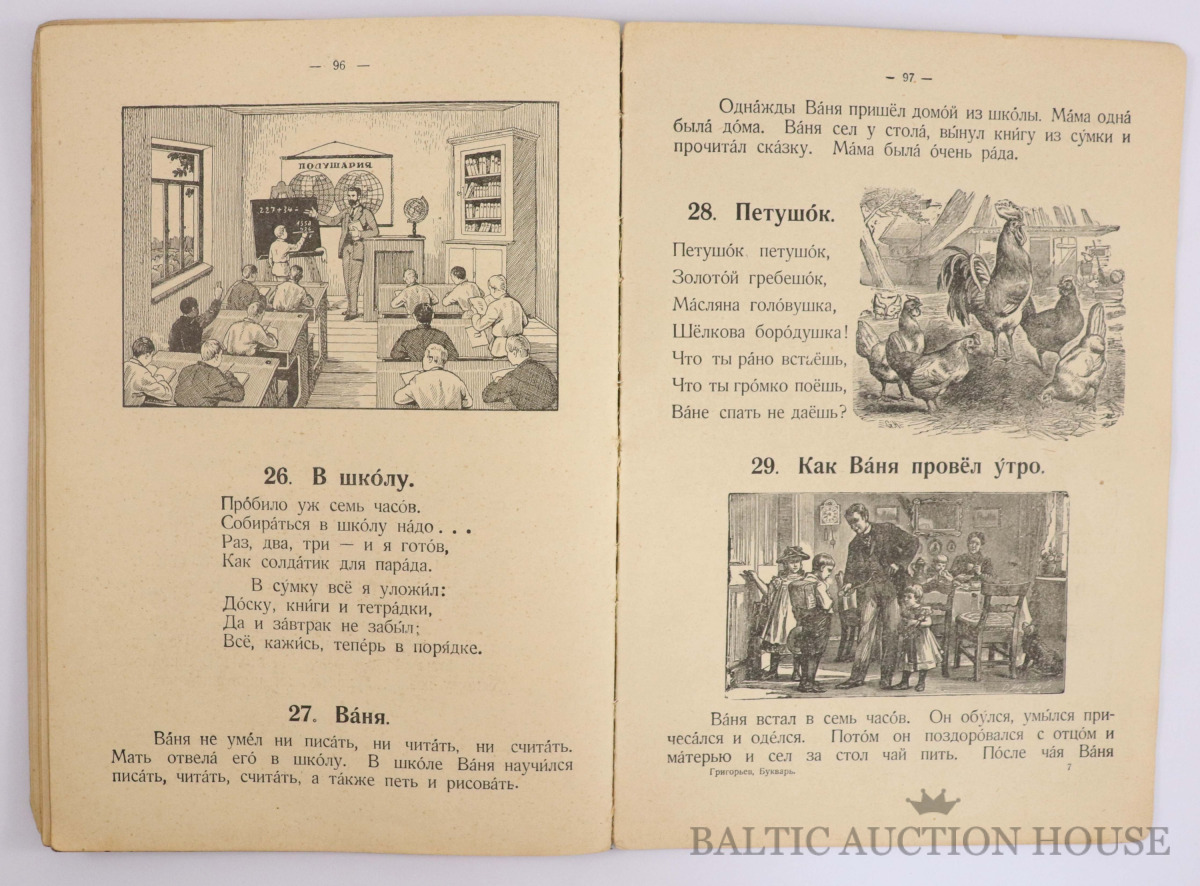 — 96 —
ПОЛУШАРИЯ
26. В шко́лу.
Про́било уж семь часо́в.
Собира́ться в шко́лу на́до . . .
Раз, два, три — и я гото́в,
Как солда́тик для пара́да.
В су́мку всё я уложи́л:
До́ску, кни́ги и тетра́дки,
Да и за́втрак не забы́л;
Всё, кажи́сь, тепе́рь в поря́дке.
27. Ва́ня.
Ва́ня не уме́л ни писа́ть, ни чита́ть, ни счита́ть.
Мать отвела́ его́ в шко́лу. В шко́ле Ва́ня научи́лся
писа́ть, чита́ть, счита́ть, а та́кже петь и рисова́ть.
— 97 —
Одна́жды Ва́ня пришёл домо́й из шко́лы. Ма́ма одна́
была́ до́ма. Ва́ня сел у стола́, вы́нул кни́гу из су́мки и
прочита́л ска́зку. Ма́ма была́ о́чень ра́да.
28. Петушо́к.
Петушо́к петушо́к,
Золото́й гребешо́к,
Ма́сляна голо́вушка,
Шёлкова боро́душка!
Что ты ра́но встаёшь,
Что ты гро́мко поёшь,
Ва́не спать не даёшь?
29. Как Ва́ня провёл у́тро.
Ва́ня встал в семь часо́в. Он обу́лся, умы́лся при-
чеса́лся и оде́лся. Пото́м он поздоро́вался с отцо́м и
ма́терью и сел за стол чай пить. По́сле ча́я Ва́ня
Григорьев, Букварь.
7
BALTIC AUCTION HOUSE